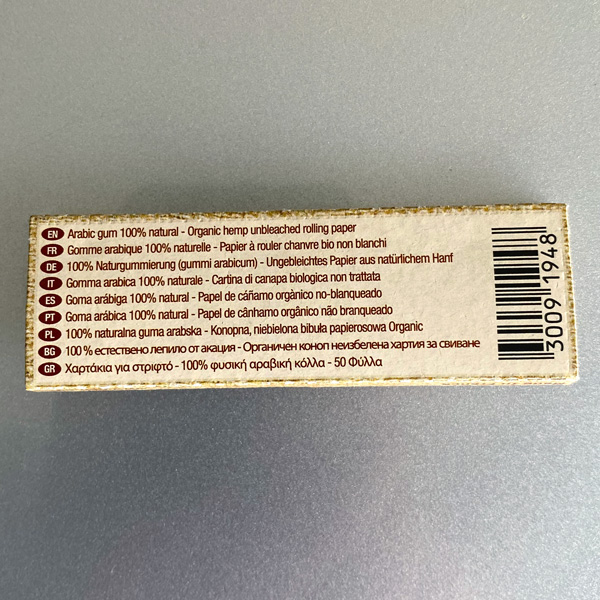 EN Arabic gum 100% natural - Organic hemp unbleached rolling paper
FR Gomme arabique 100% naturelle - Papier à rouler chanvre bio non blanchi
DE 100% Naturgummierung (gummi arabicum) - Ungebleichtes Papier aus natürlichem Hanf
IT Gomma arabica 100% naturale - Cartina di canapa biologica non trattata
ES Goma arábiga 100% natural - Papel de cáñamo orgànico no-blanqueado
PT Goma arábica 100% natural - Papel de cânhamo orgânico não branqueado
PL 100% naturalna guma arabska - Konopna, niebielona bibuła papierosowa Organic
BG 100% естествено лепило от акация - Органичен коноп неизбелена хартия за свиване
GR Χαρτάκια για στριφτό - 100% φυσική αραβική κόλλα - 50 Φύλλα
3009 1948